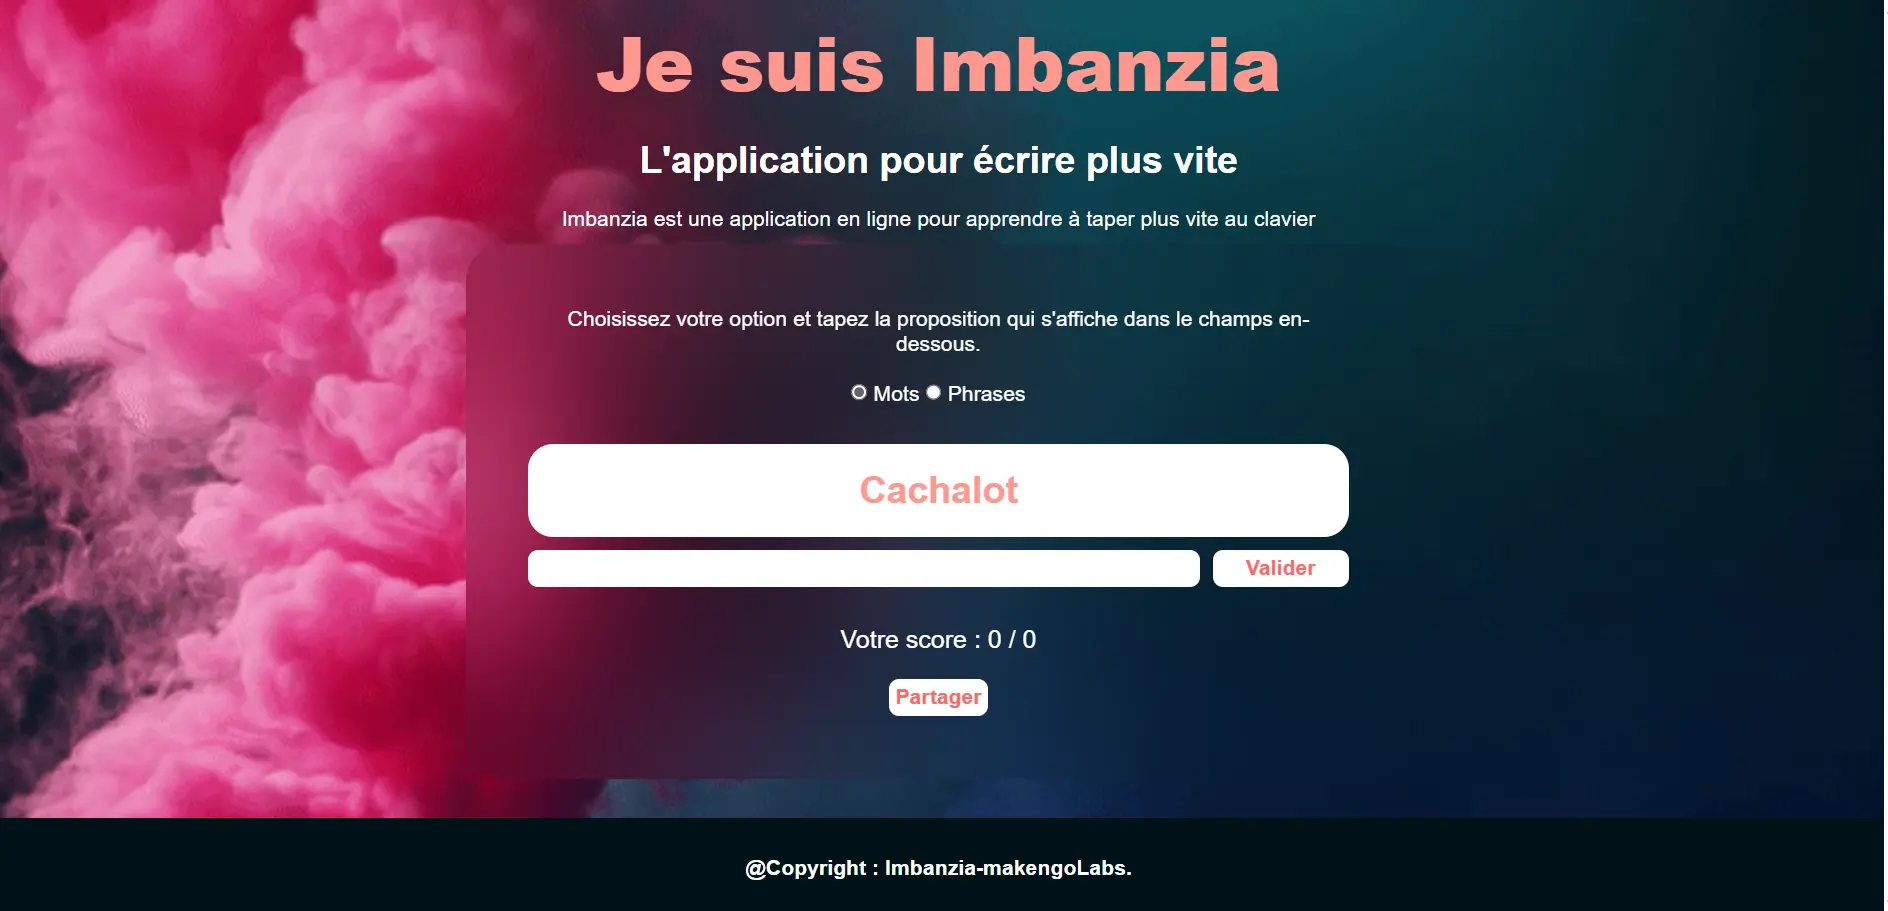 Je suis Imbanzia
L'application pour écrire plus vite
Imbanzia est une application en ligne pour apprendre à taper plus vite au clavier
Choisissez votre option et tapez la proposition qui s'affiche dans le champs en-
dessous.
Mots Phrases
Cachalot
Valider
Votre score : 0 / 0
Partager
@Copyright : Imbanzia-makengoLabs.